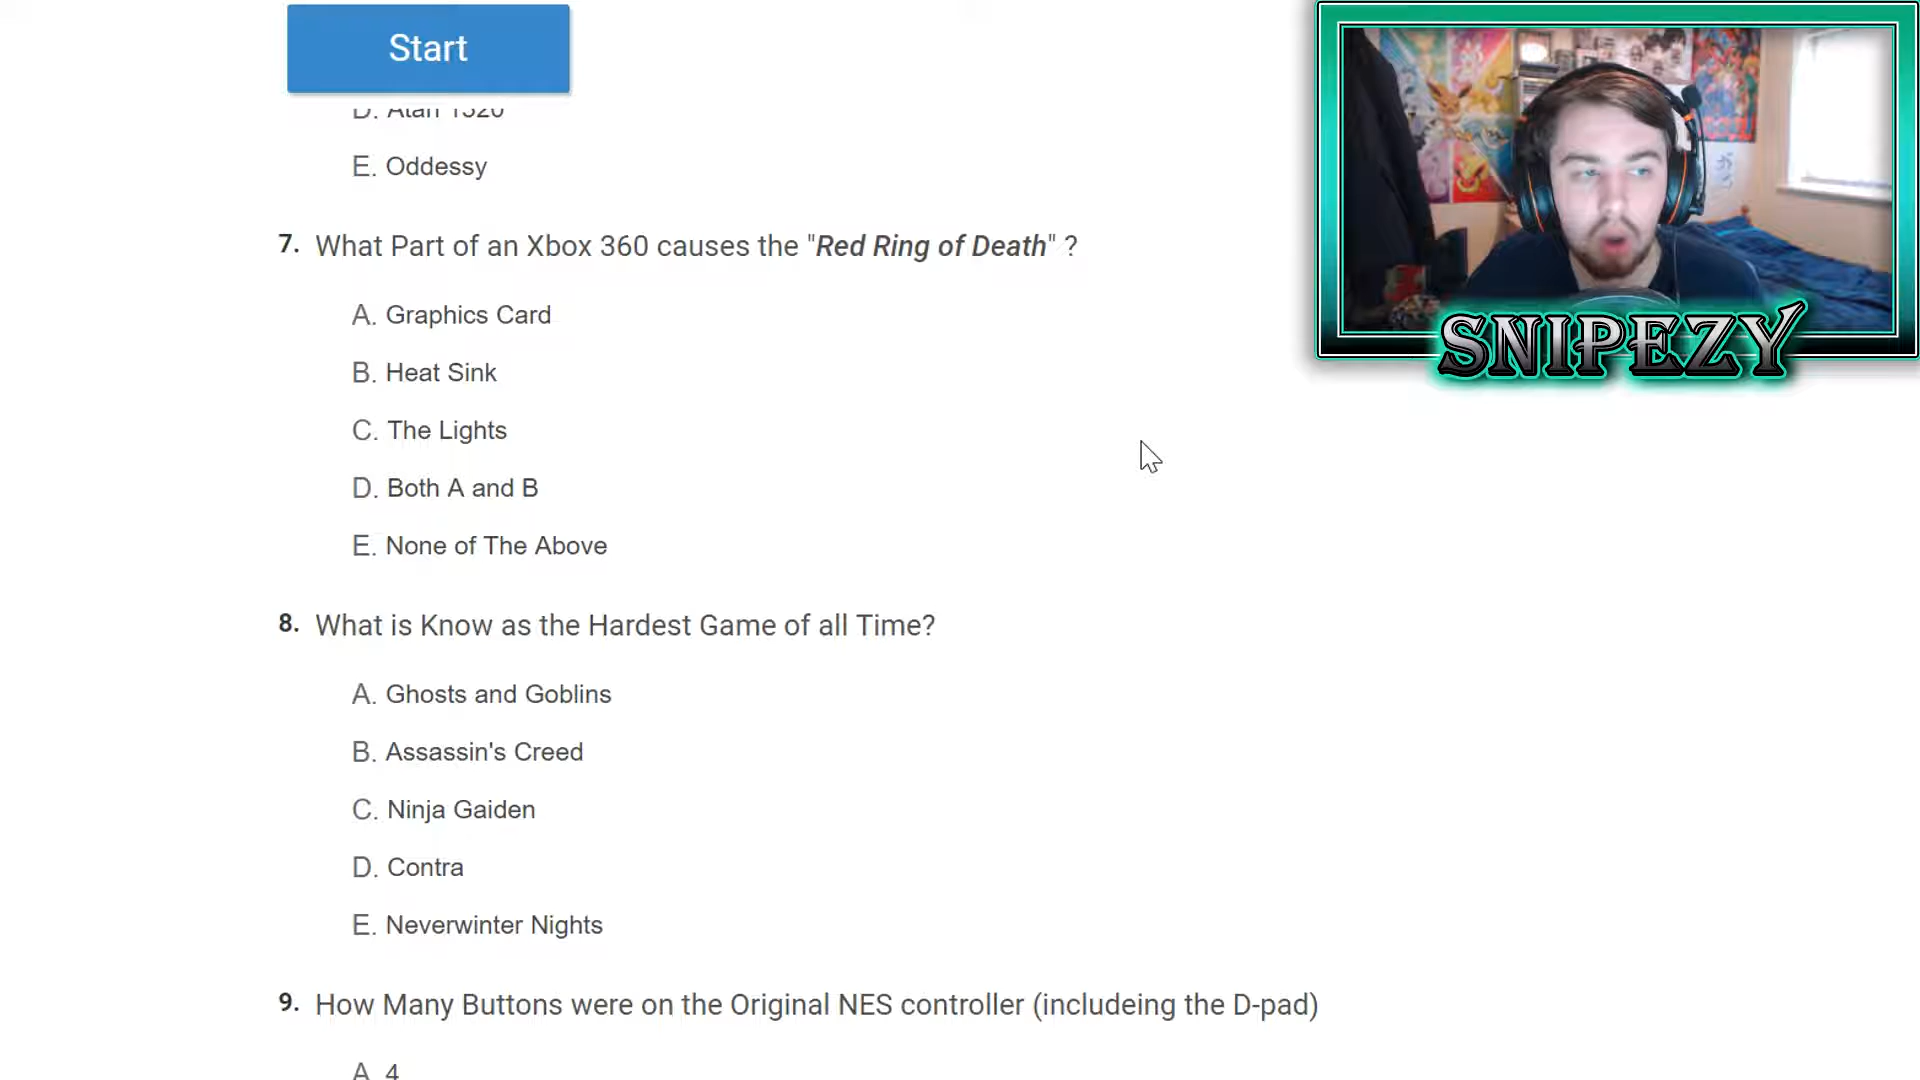 Start
E. Oddessy
7. What Part of an Xbox 360 causes the "Red Ring of Death" ?
A. Graphics Card
B. Heat Sink
C. The Lights
D. Both A and B
E. None of The Above
8. What is Know as the Hardest Game of all Time?
A. Ghosts and Goblins
B. Assassin's Creed
C. Ninja Gaiden
D. Contra
E. Neverwinter Nights
9. How Many Buttons were on the Original NES controller (includeing the D-pad)
A. 4
SNIPEZY